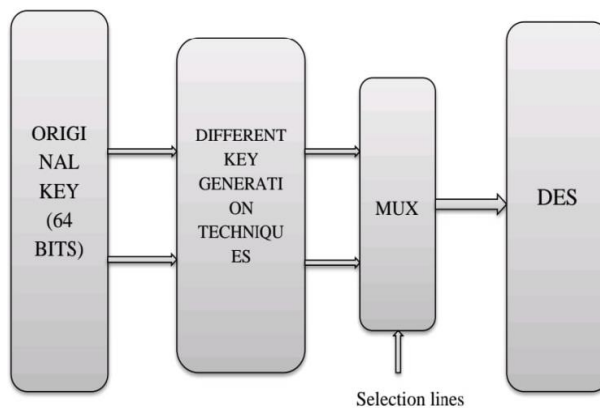 ORIGI
NAL
KEY
(64
BITS)
DIFFERENT
KEY
GENERATI
ON
TECHNIQU
ES
MUX
DES
Selection lines